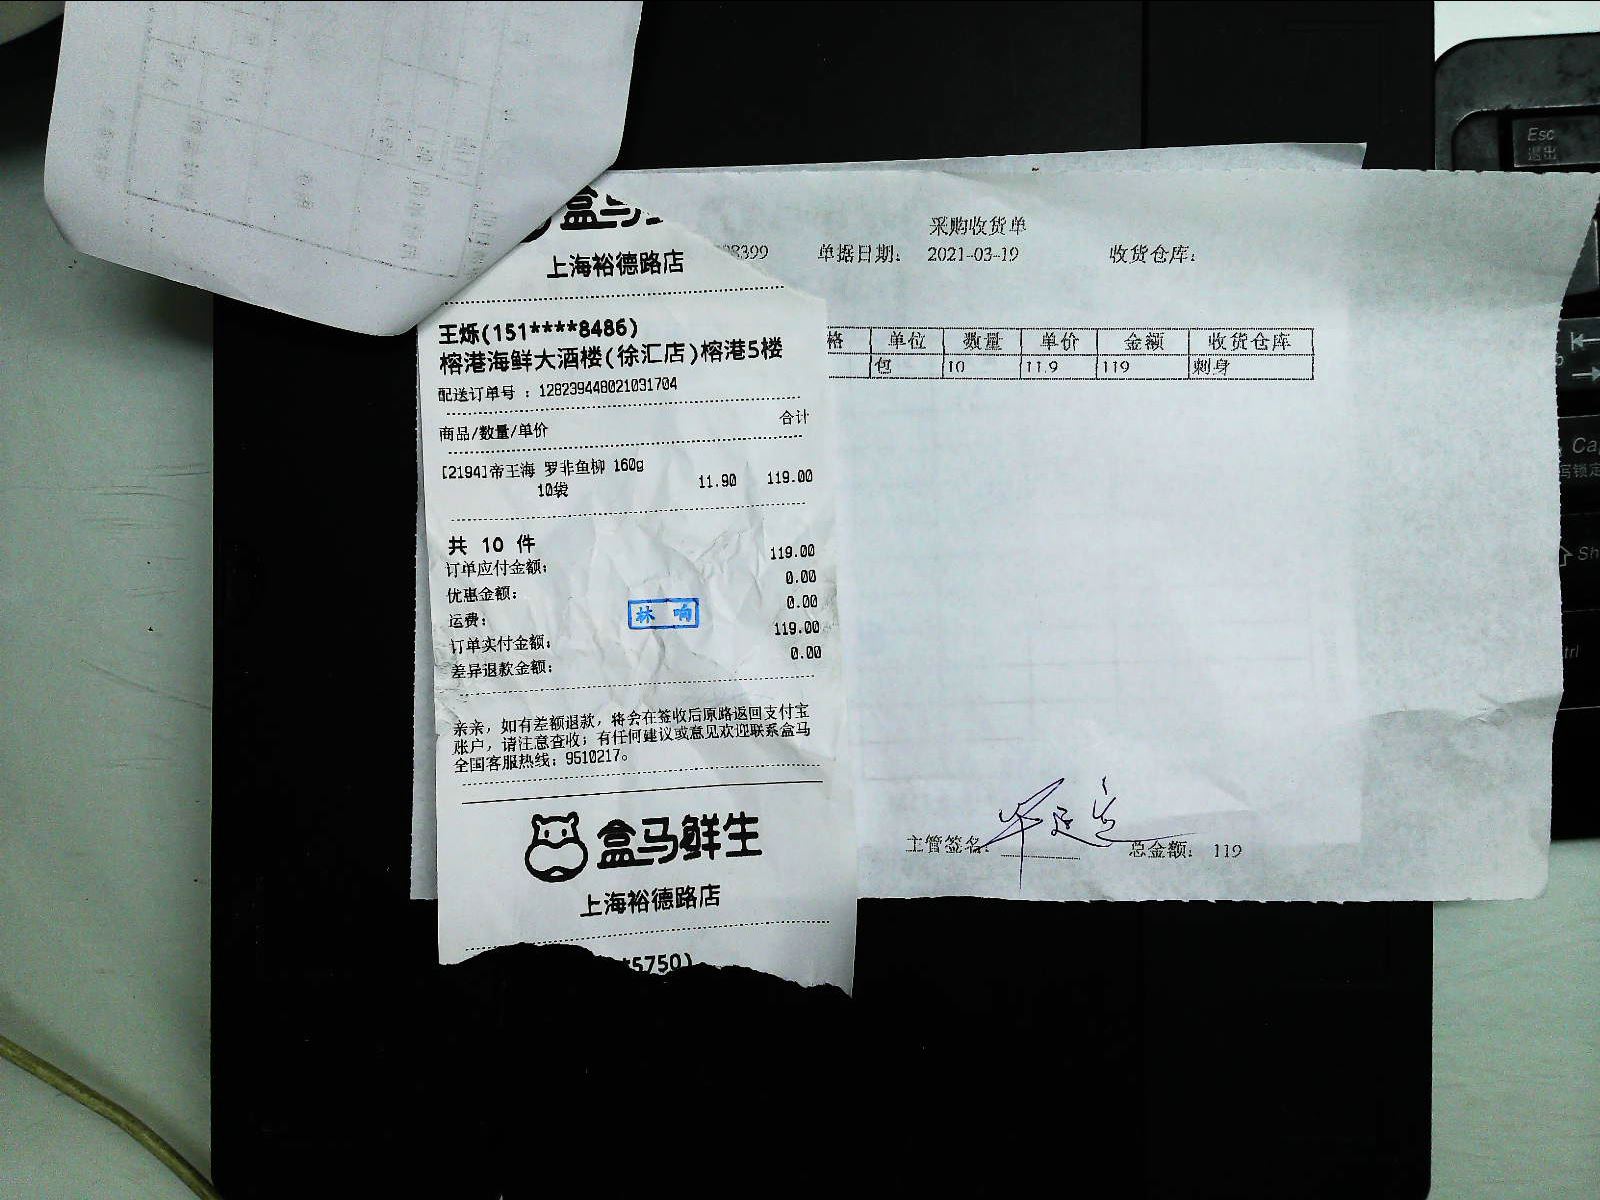 盒马
上海裕德路店
王烁(151****8486)
榕港海鲜大酒楼(徐汇店)榕港5楼
配送订单号 : 128239448021031704
商品/数量/单价 合计
[2194]帝王海 罗非鱼柳 160g
10袋 11.90 119.00
共 10 件
订单应付金额: 119.00
优惠金额: 0.00
运费: 0.00
订单实付金额: 119.00
差异退款金额: 0.00
林 响
亲亲，如有差额退款，将会在签收后原路返回支付宝
账户，请注意查收；有任何建议或意见欢迎联系盒马
全国客服热线：9510217。
盒马鲜生
上海裕德路店
*5750)
采购收货单
8399 单据日期： 2021-03-19 收货仓库：
格 单位 数量 单价 金额 收货仓库
包 10 11.9 119 刺身
主管签名： 总金额： 119
Esc
退出